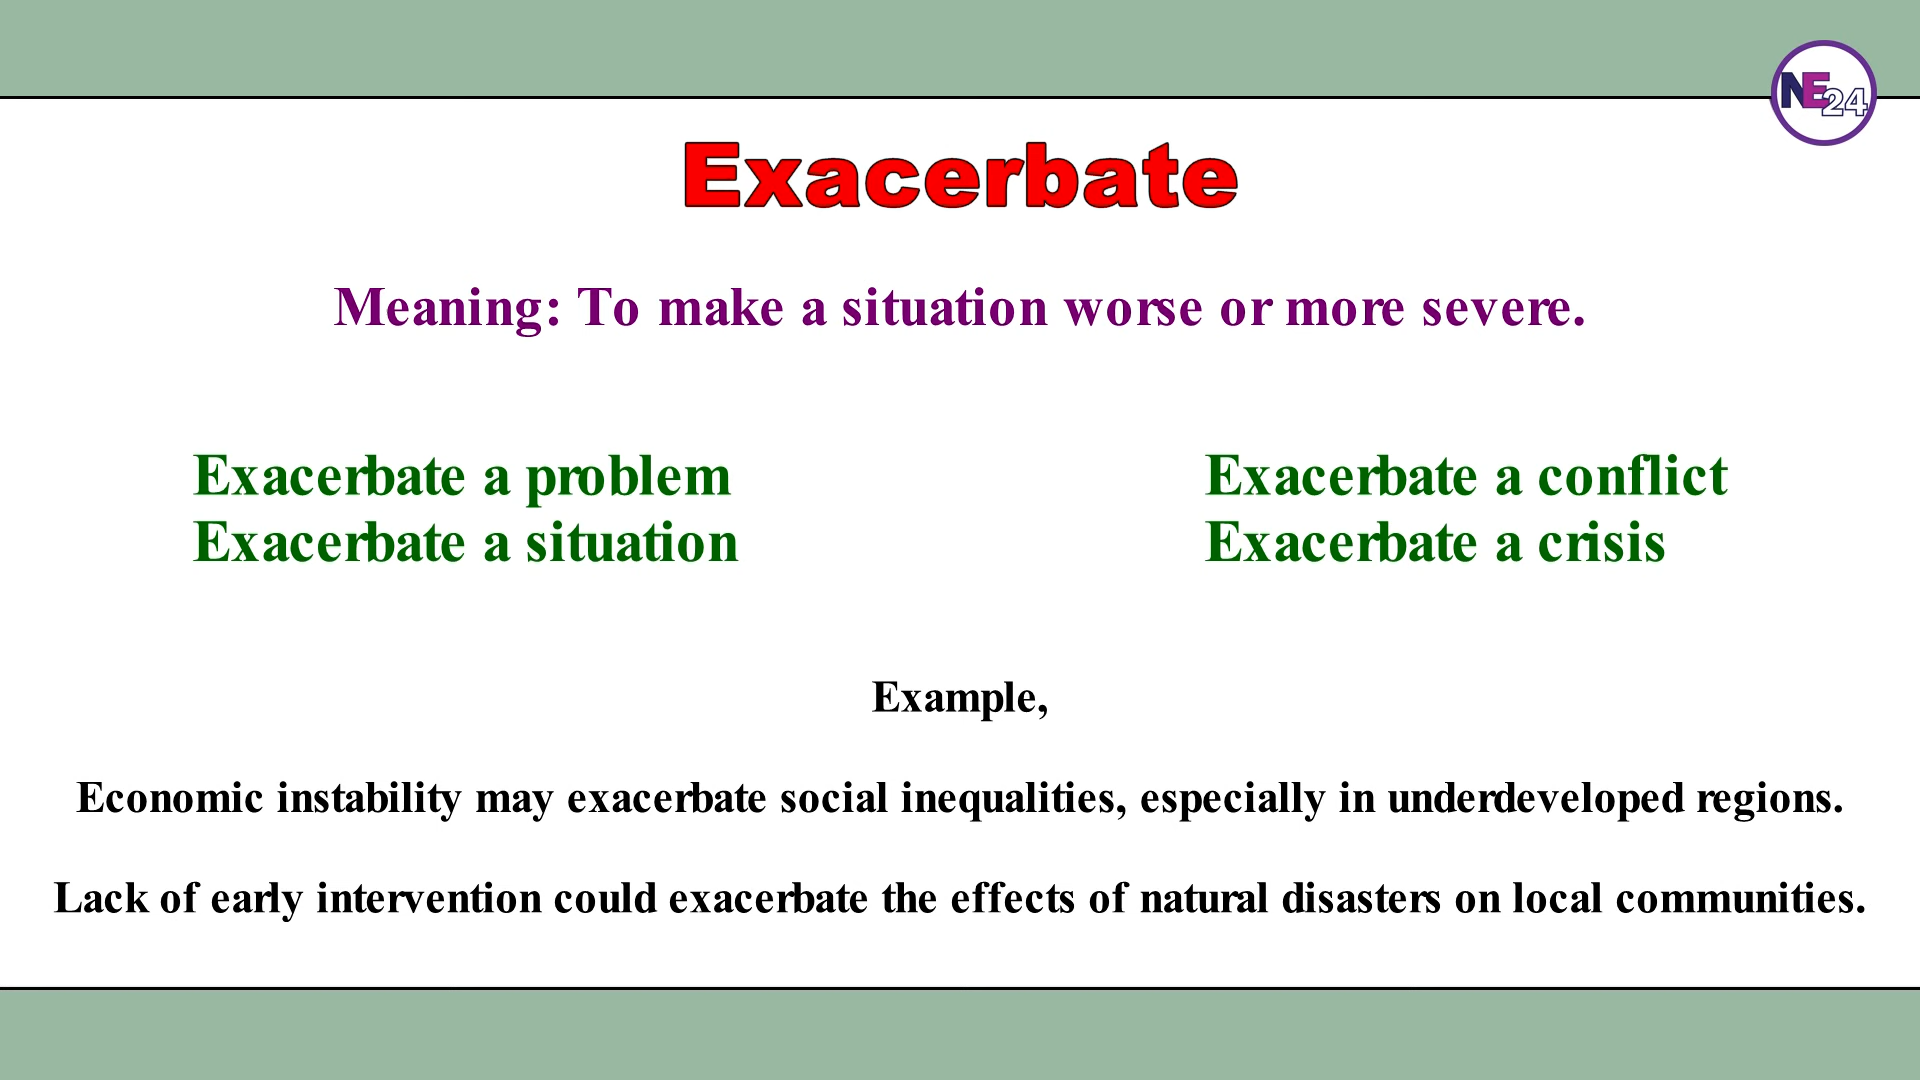 NE24
Exacerbate
Meaning: To make a situation worse or more severe.
Exacerbate a problem
Exacerbate a situation
Exacerbate a conflict
Exacerbate a crisis
Example,
Economic instability may exacerbate social inequalities, especially in underdeveloped regions.
Lack of early intervention could exacerbate the effects of natural disasters on local communities.